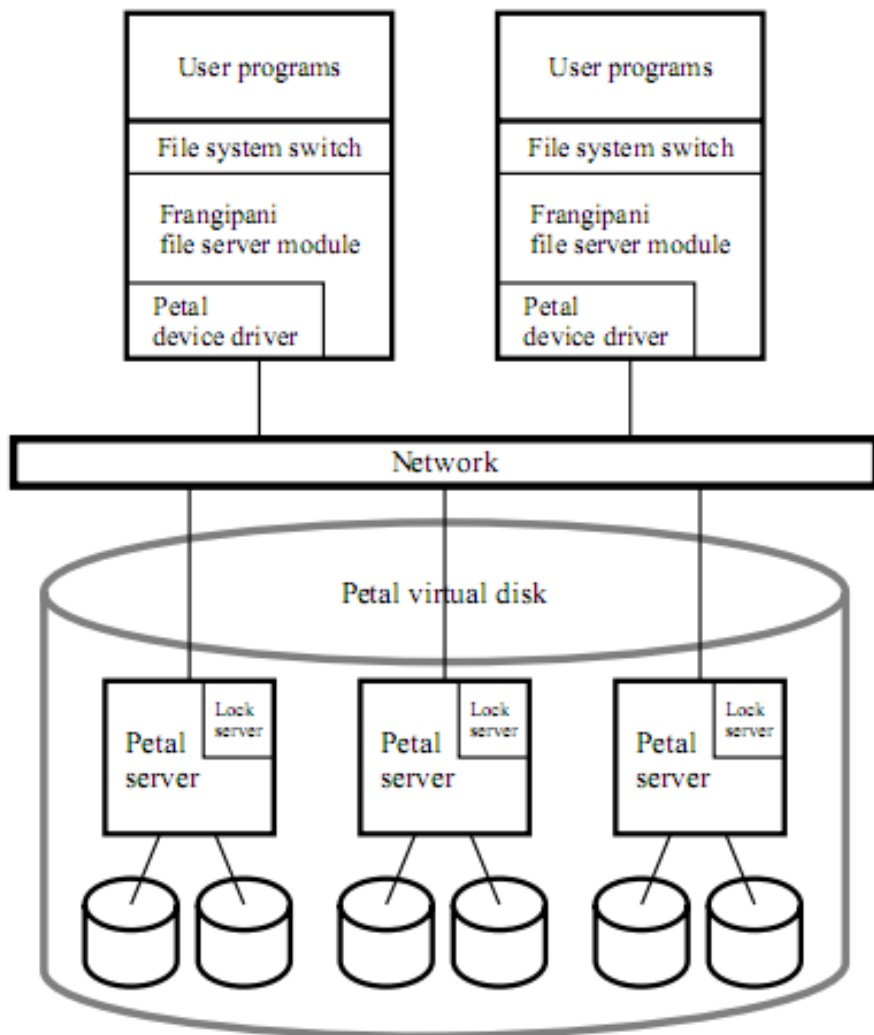 User programs
User programs
File system switch
File system switch
Frangipani
file server module
Frangipani
file server module
Petal
device driver
Petal
device driver
Network
Petal virtual disk
Lock
server
Petal
server
Lock
server
Petal
server
Lock
server
Petal
server